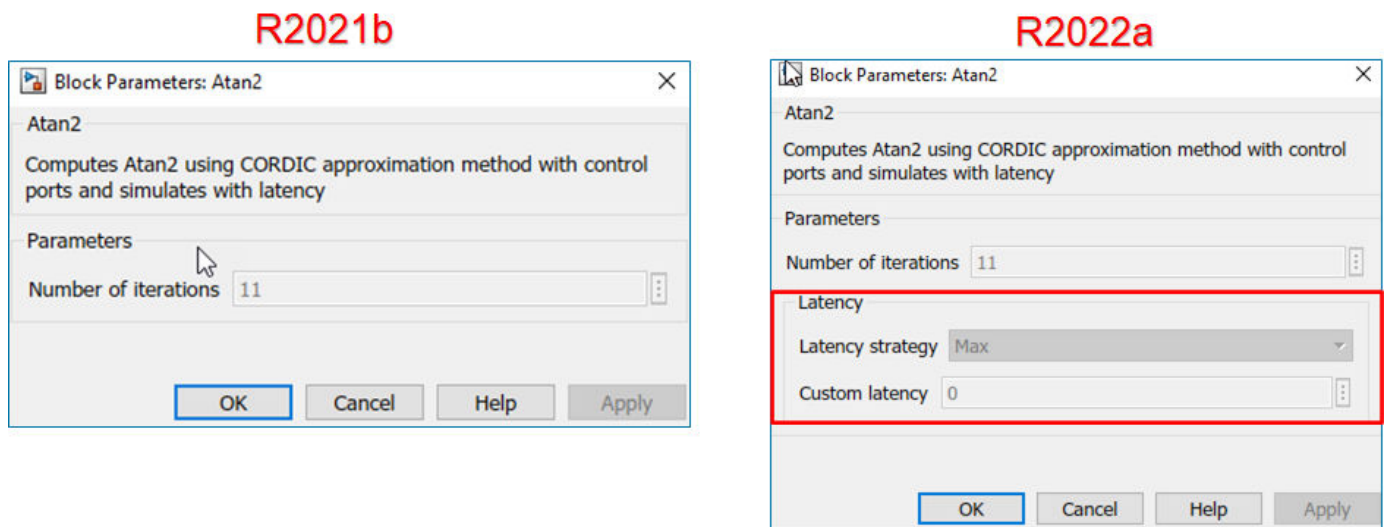 R2021b
Block Parameters: Atan2
Atan2
Computes Atan2 using CORDIC approximation method with control
ports and simulates with latency
Parameters
Number of iterations 11
OK Cancel Help Apply
R2022a
Block Parameters: Atan2
Atan2
Computes Atan2 using CORDIC approximation method with control
ports and simulates with latency
Parameters
Number of iterations 11
Latency
Latency strategy Max
Custom latency 0
OK Cancel Help Apply